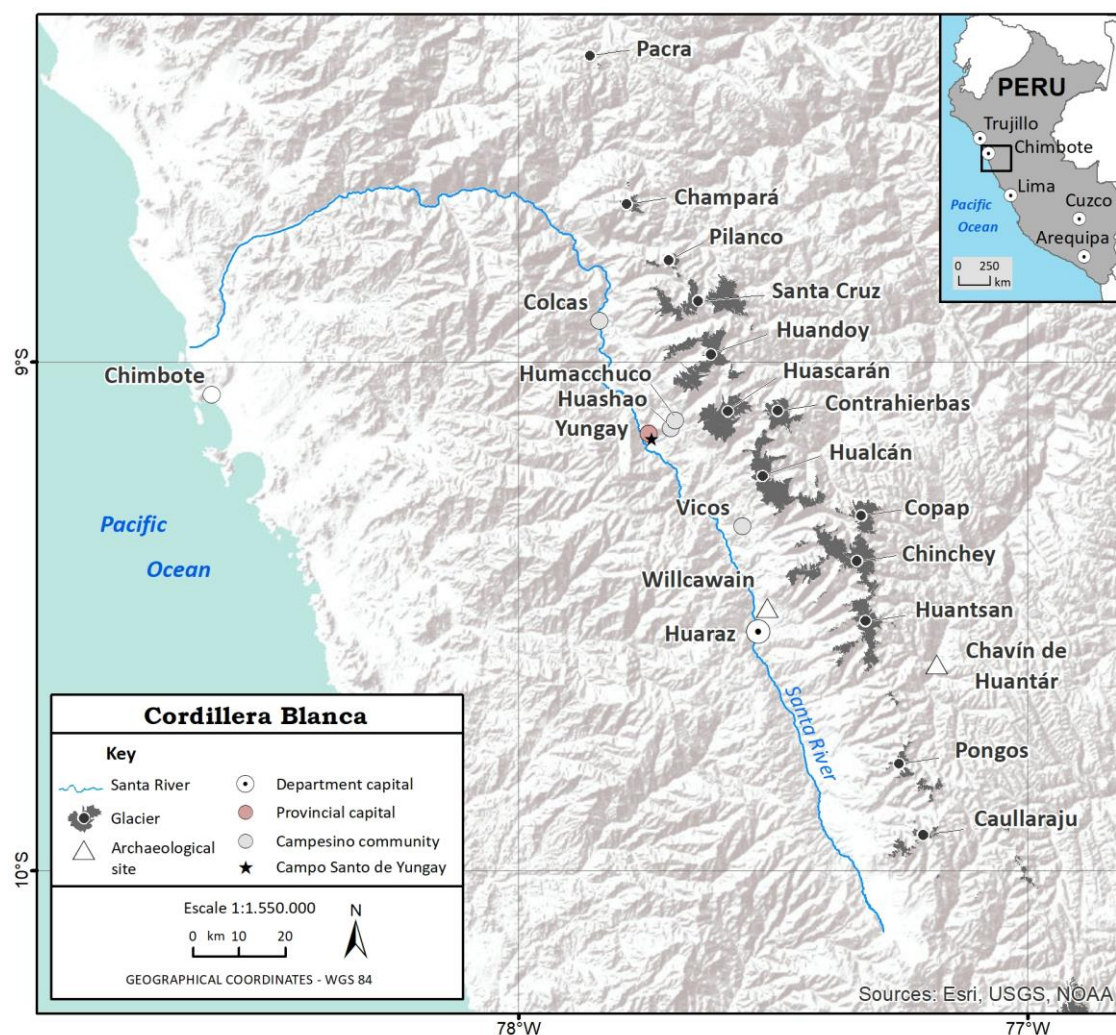 Pacra
Champará
Pilanco
Santa Cruz
Colcas
Huandoy
9°S
Chimbote
Humacchuco
Huascarán
Huashao
Contrahierbas
Yungay
Hualcán
Pacific
Ocean
Vicos
Copap
Chinchey
Willcawain
Huantsan
Huaraz
Chavín de
Huantár
Santa River
Pongos
Caullaraju
10°S
78°W
77°W
Sources: Esri, USGS, NOAA
PERU
Trujillo
Chimbote
Lima
Pacific
Ocean
Cuzco
Arequipa
0 250
km
Cordillera Blanca
Key
Santa River
Glacier
Archaeological
site
Department capital
Provincial capital
Campesino community
Campo Santo de Yungay
Escale 1:1.550.000
0 km 10 20
N
GEOGRAPHICAL COORDINATES - WGS 84